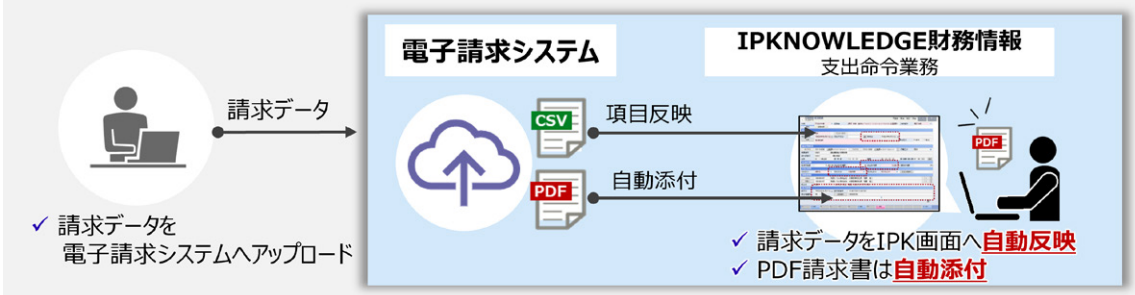 請求データ
✓ 請求データを
電子請求システムへアップロード
電子請求システム
CSV
項目反映
PDF
自動添付
IPKNOWLEDGE財務情報
支出命令業務
PDF
✓ 請求データをIPK画面へ自動反映
✓ PDF請求書は自動添付